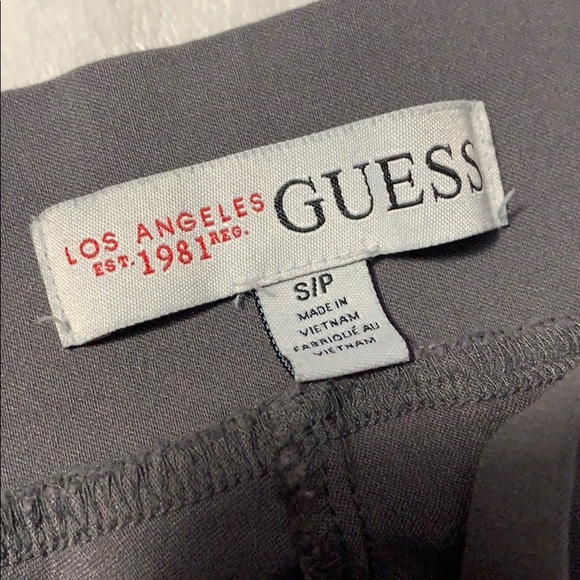 LOS ANGELES
EST. 1981 REG.
GUESS
S/P
MADE IN
VIETNAM
FABRIQUÉ AU
VIETNAM